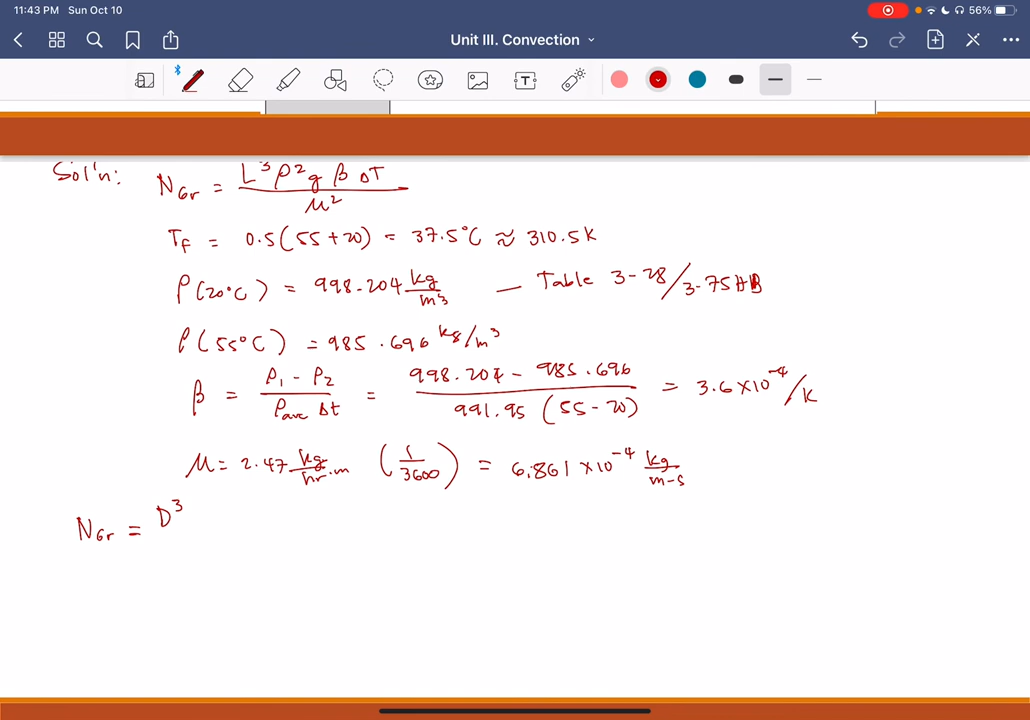 11:43 PM Sun Oct 10
56%
Unit III. Convection
Sol'n: N_Gr = L³ρ²g β ΔT / μ²
T_F = 0.5(55+20) = 37.5°C ≈ 310.5K
ρ(20°C) = 998.204 kg/m³ — Table 3-28/3-75HB
ρ(55°C) = 985.696 kg/m³
β = ρ₁ - ρ₂ / ρ_ave Δt = 998.204 - 985.696 / 991.95 (55-20) = 3.6×10⁻⁴/K
μ = 2.47 kg/hr.m (1/3600) = 6.861×10⁻⁴ kg/m-s
N_Gr = D³